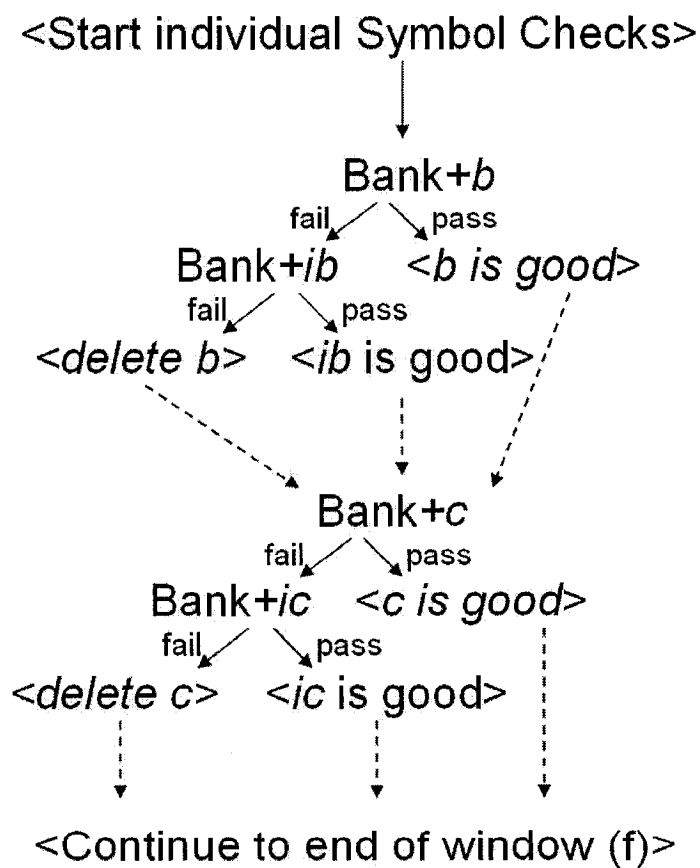 <Start individual Symbol Checks>
Bank+b
fail pass
Bank+ib <b is good>
fail pass
<delete b> <ib is good>
Bank+c
fail pass
Bank+ic <c is good>
fail pass
<delete c> <ic is good>
<Continue to end of window (f)>